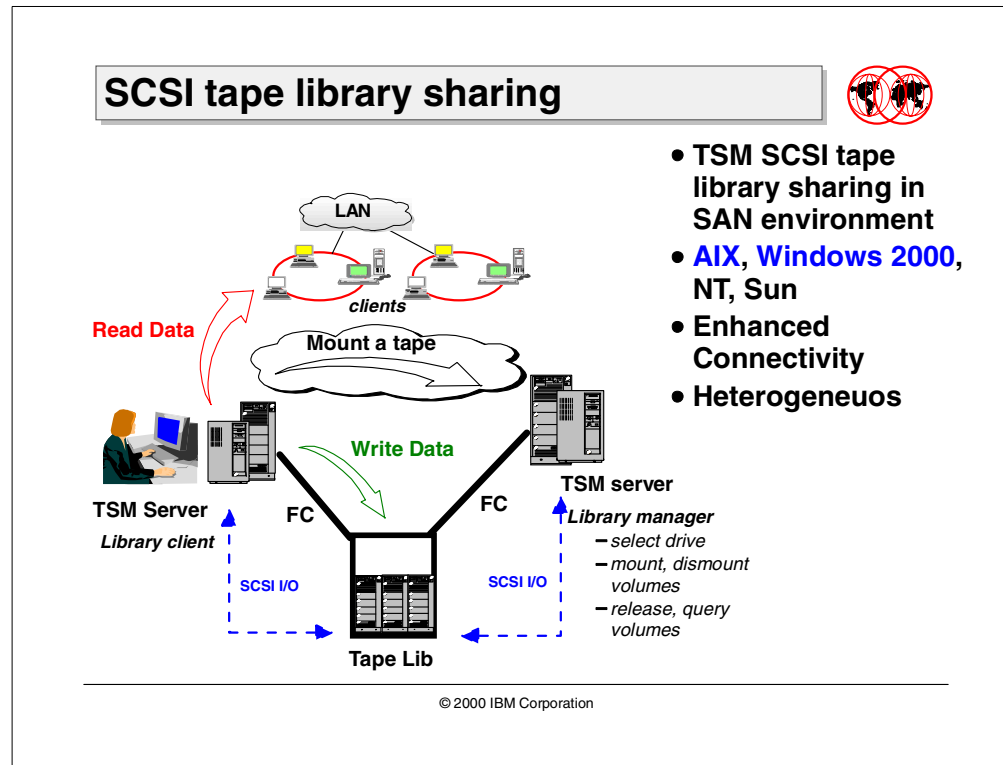 SCSI tape library sharing
LAN
clients
Read Data
Mount a tape
Write Data
TSM Server
Library client
FC
FC
TSM server
Library manager
– select drive
– mount, dismount
volumes
– release, query
volumes
SCSI I/O
SCSI I/O
Tape Lib
• TSM SCSI tape
library sharing in
SAN environment
• AIX, Windows 2000,
NT, Sun
• Enhanced
Connectivity
• Heterogeneuos
© 2000 IBM Corporation